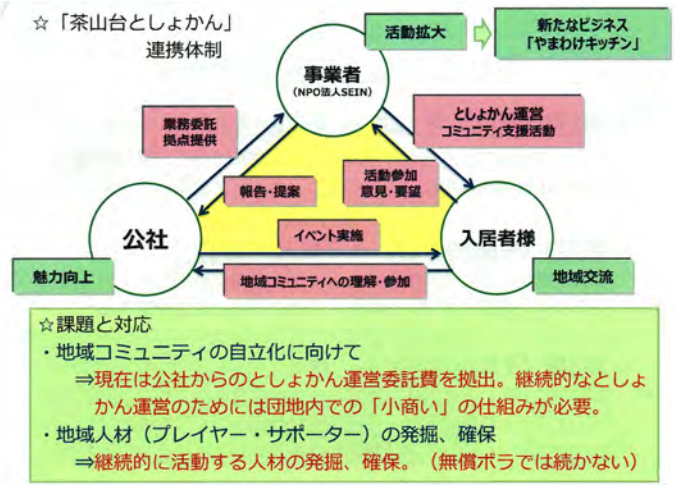 ☆「茶山台としょかん」
連携体制
活動拡大
新たなビジネス
「やまわけキッチン」
事業者
(NPO法人SEIN)
業務委託
拠点提供
としょかん運営
コミュニティ支援活動
報告・提案
活動参加
意見・要望
公社
イベント実施
入居者様
魅力向上
地域コミュニティへの理解・参加
地域交流
☆課題と対応
・地域コミュニティの自立化に向けて
⇒現在は公社からのとしょかん運営委託費を拠出。継続的なとしょ
かん運営のためには団地内での「小商い」の仕組みが必要。
・地域人材（プレイヤー・サポーター）の発掘、確保
⇒継続的に活動する人材の発掘、確保。（無償ボラでは続かない）